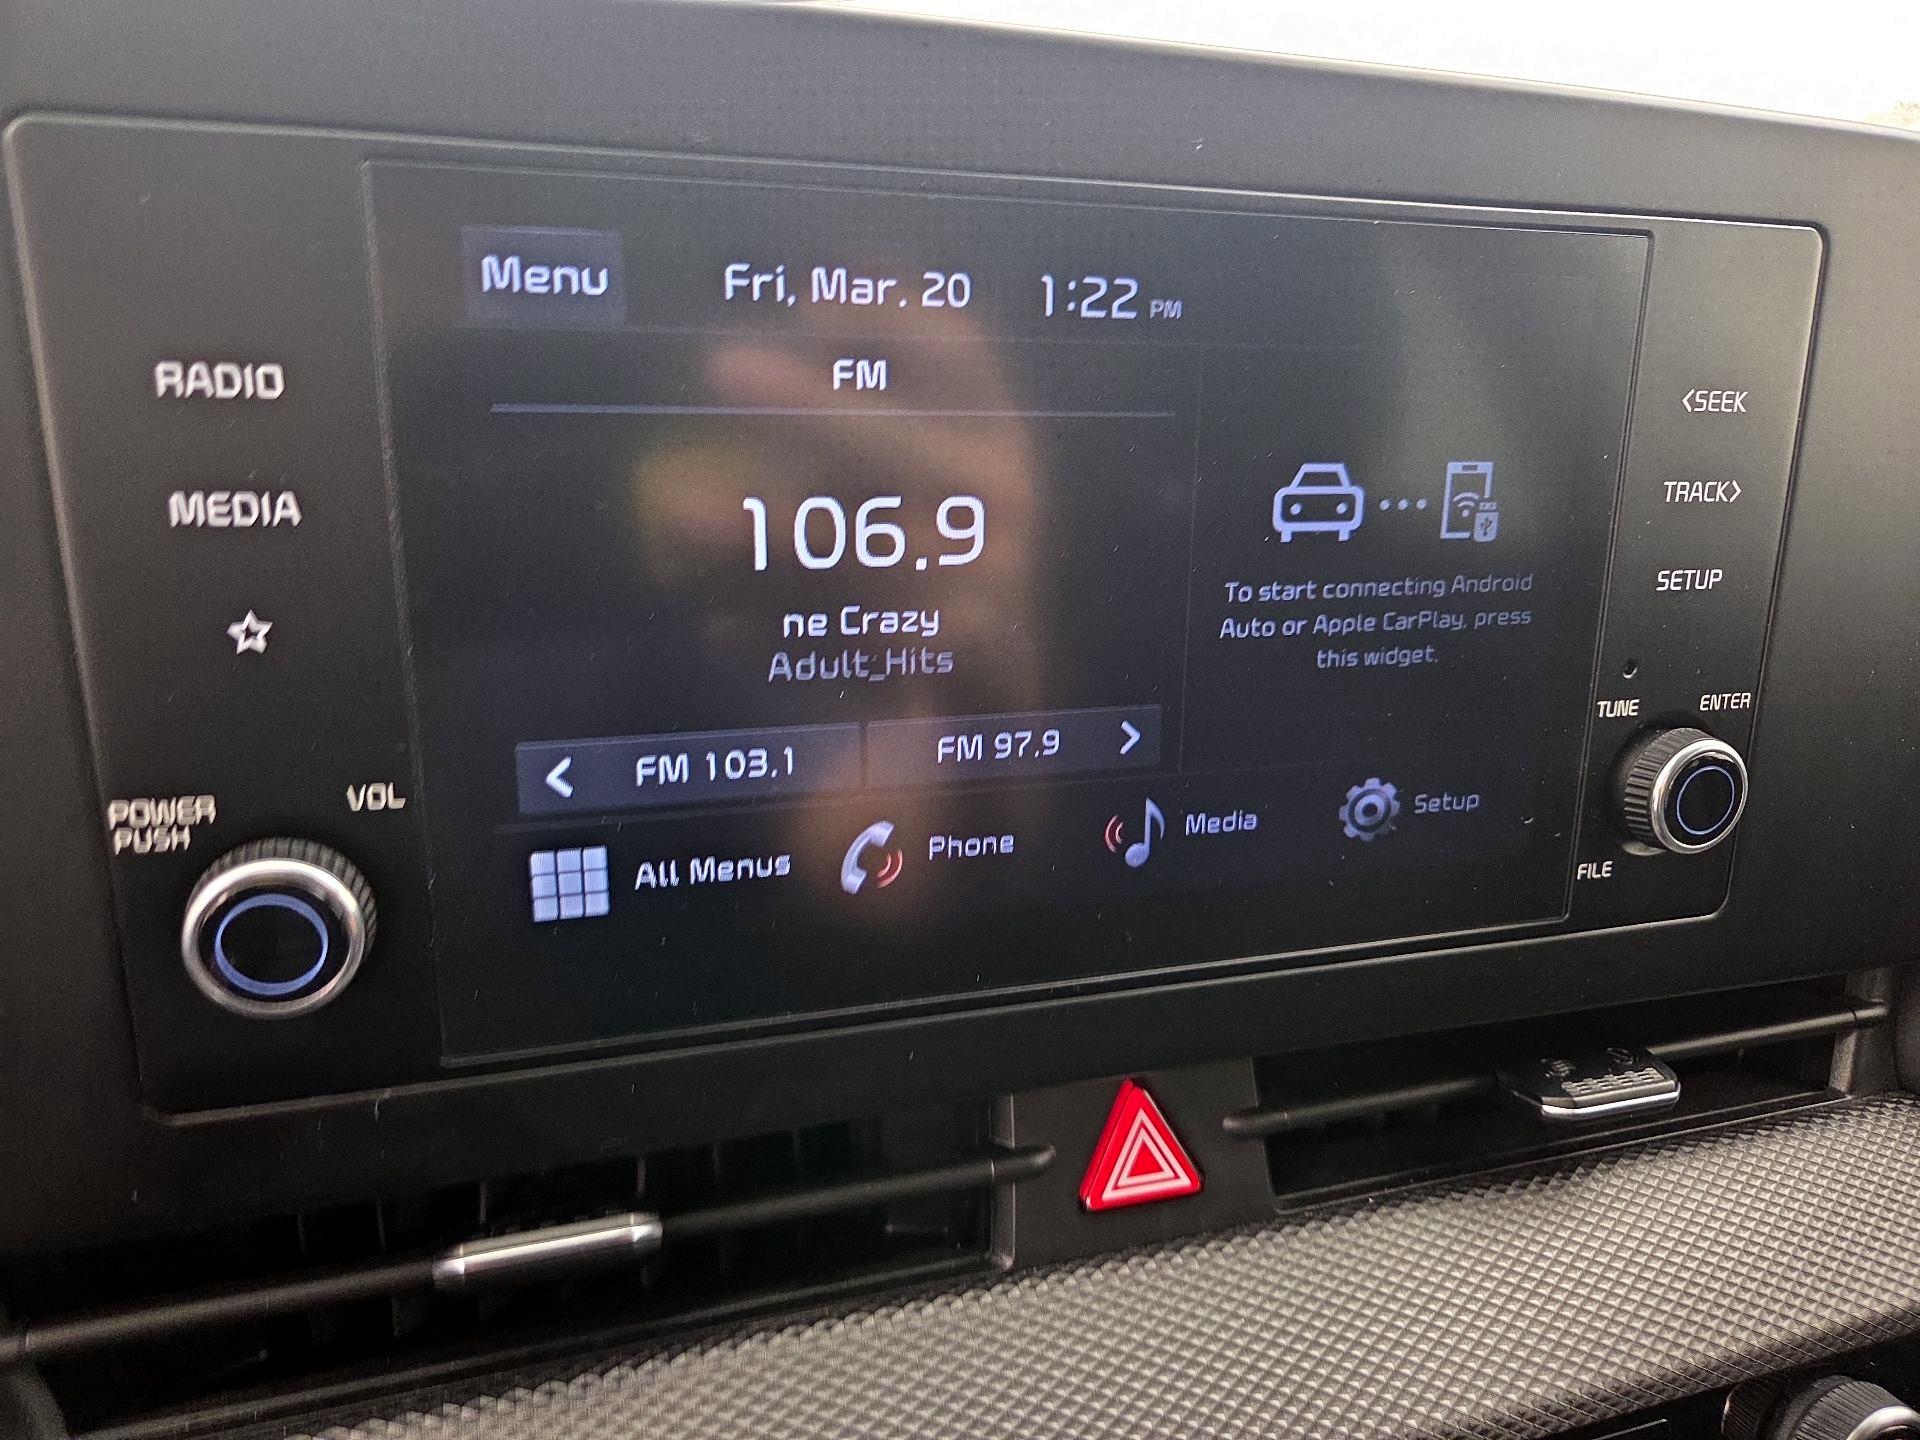 Menu
Fri, Mar. 20
1:22 PM
RADIO
FM
<SEEK
MEDIA
106.9
TRACK>
ne Crazy
Adult_Hits
To start connecting Android
Auto or Apple CarPlay, press
this widget.
SETUP
TUNE
ENTER
POWER
PUSH
VOL
< FM 103.1
FM 97.9 >
All Menus
Phone
Media
Setup
FILE